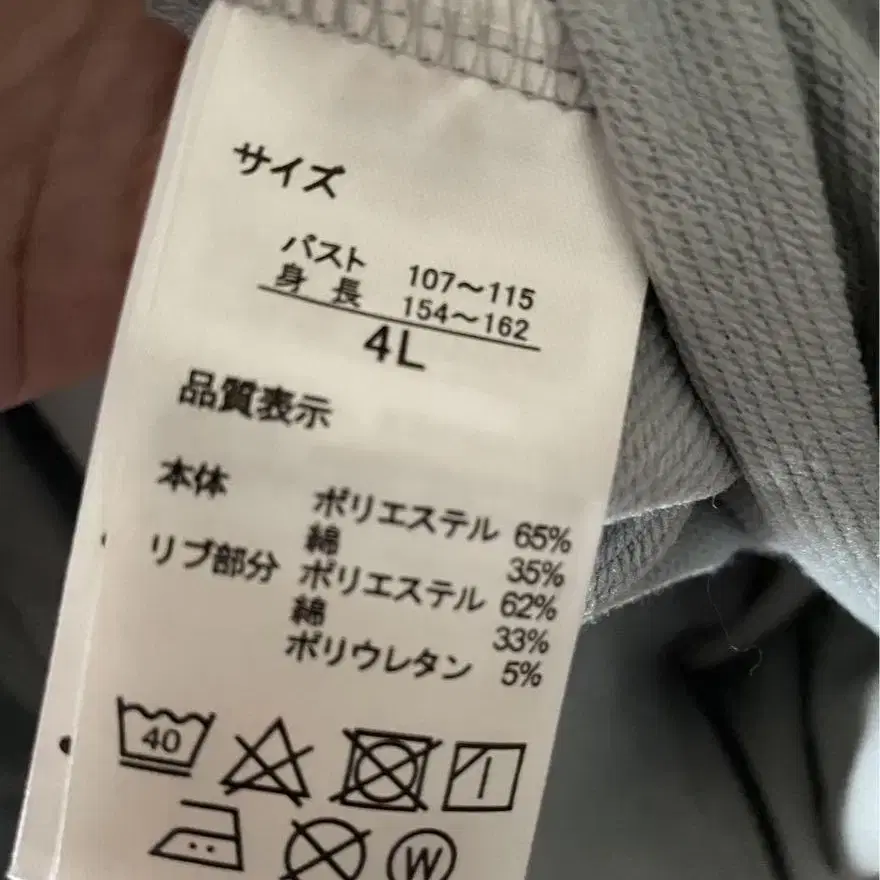 サイズ
バスト 107～115
身長 154～162
4L
品質表示
本体 ポリエステル 65%
綿 35%
リブ部分 ポリエステル 62%
綿 33%
ポリウレタン 5%
40
W